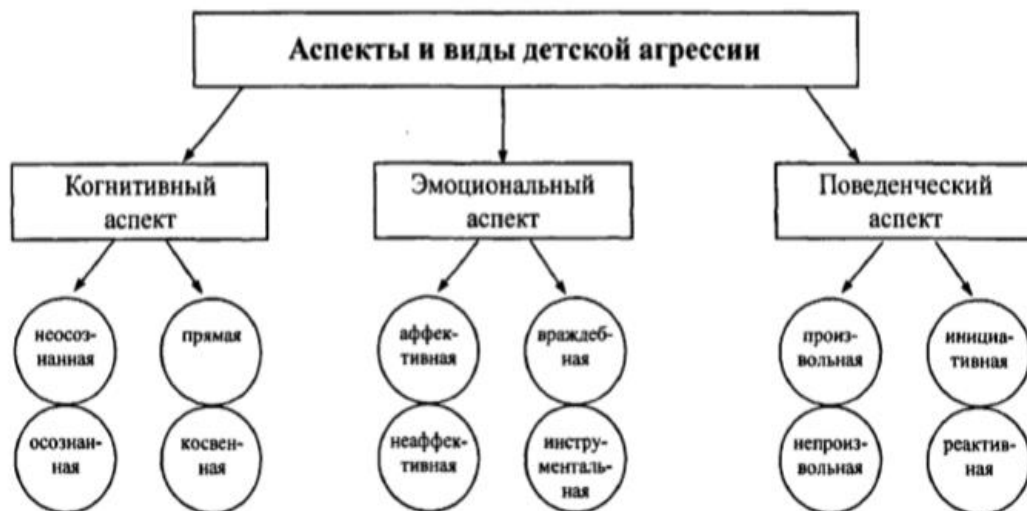 Аспекты и виды детской агрессии
Когнитивный
аспект
Эмоциональный
аспект
Поведенческий
аспект
неосоз-
нанная
прямая
аффек-
тивная
враждеб-
ная
произ-
вольная
инициа-
тивная
осознан-
ная
косвен-
ная
неаффек-
тивная
инстру-
менталь-
ная
непроиз-
вольная
реактив-
ная